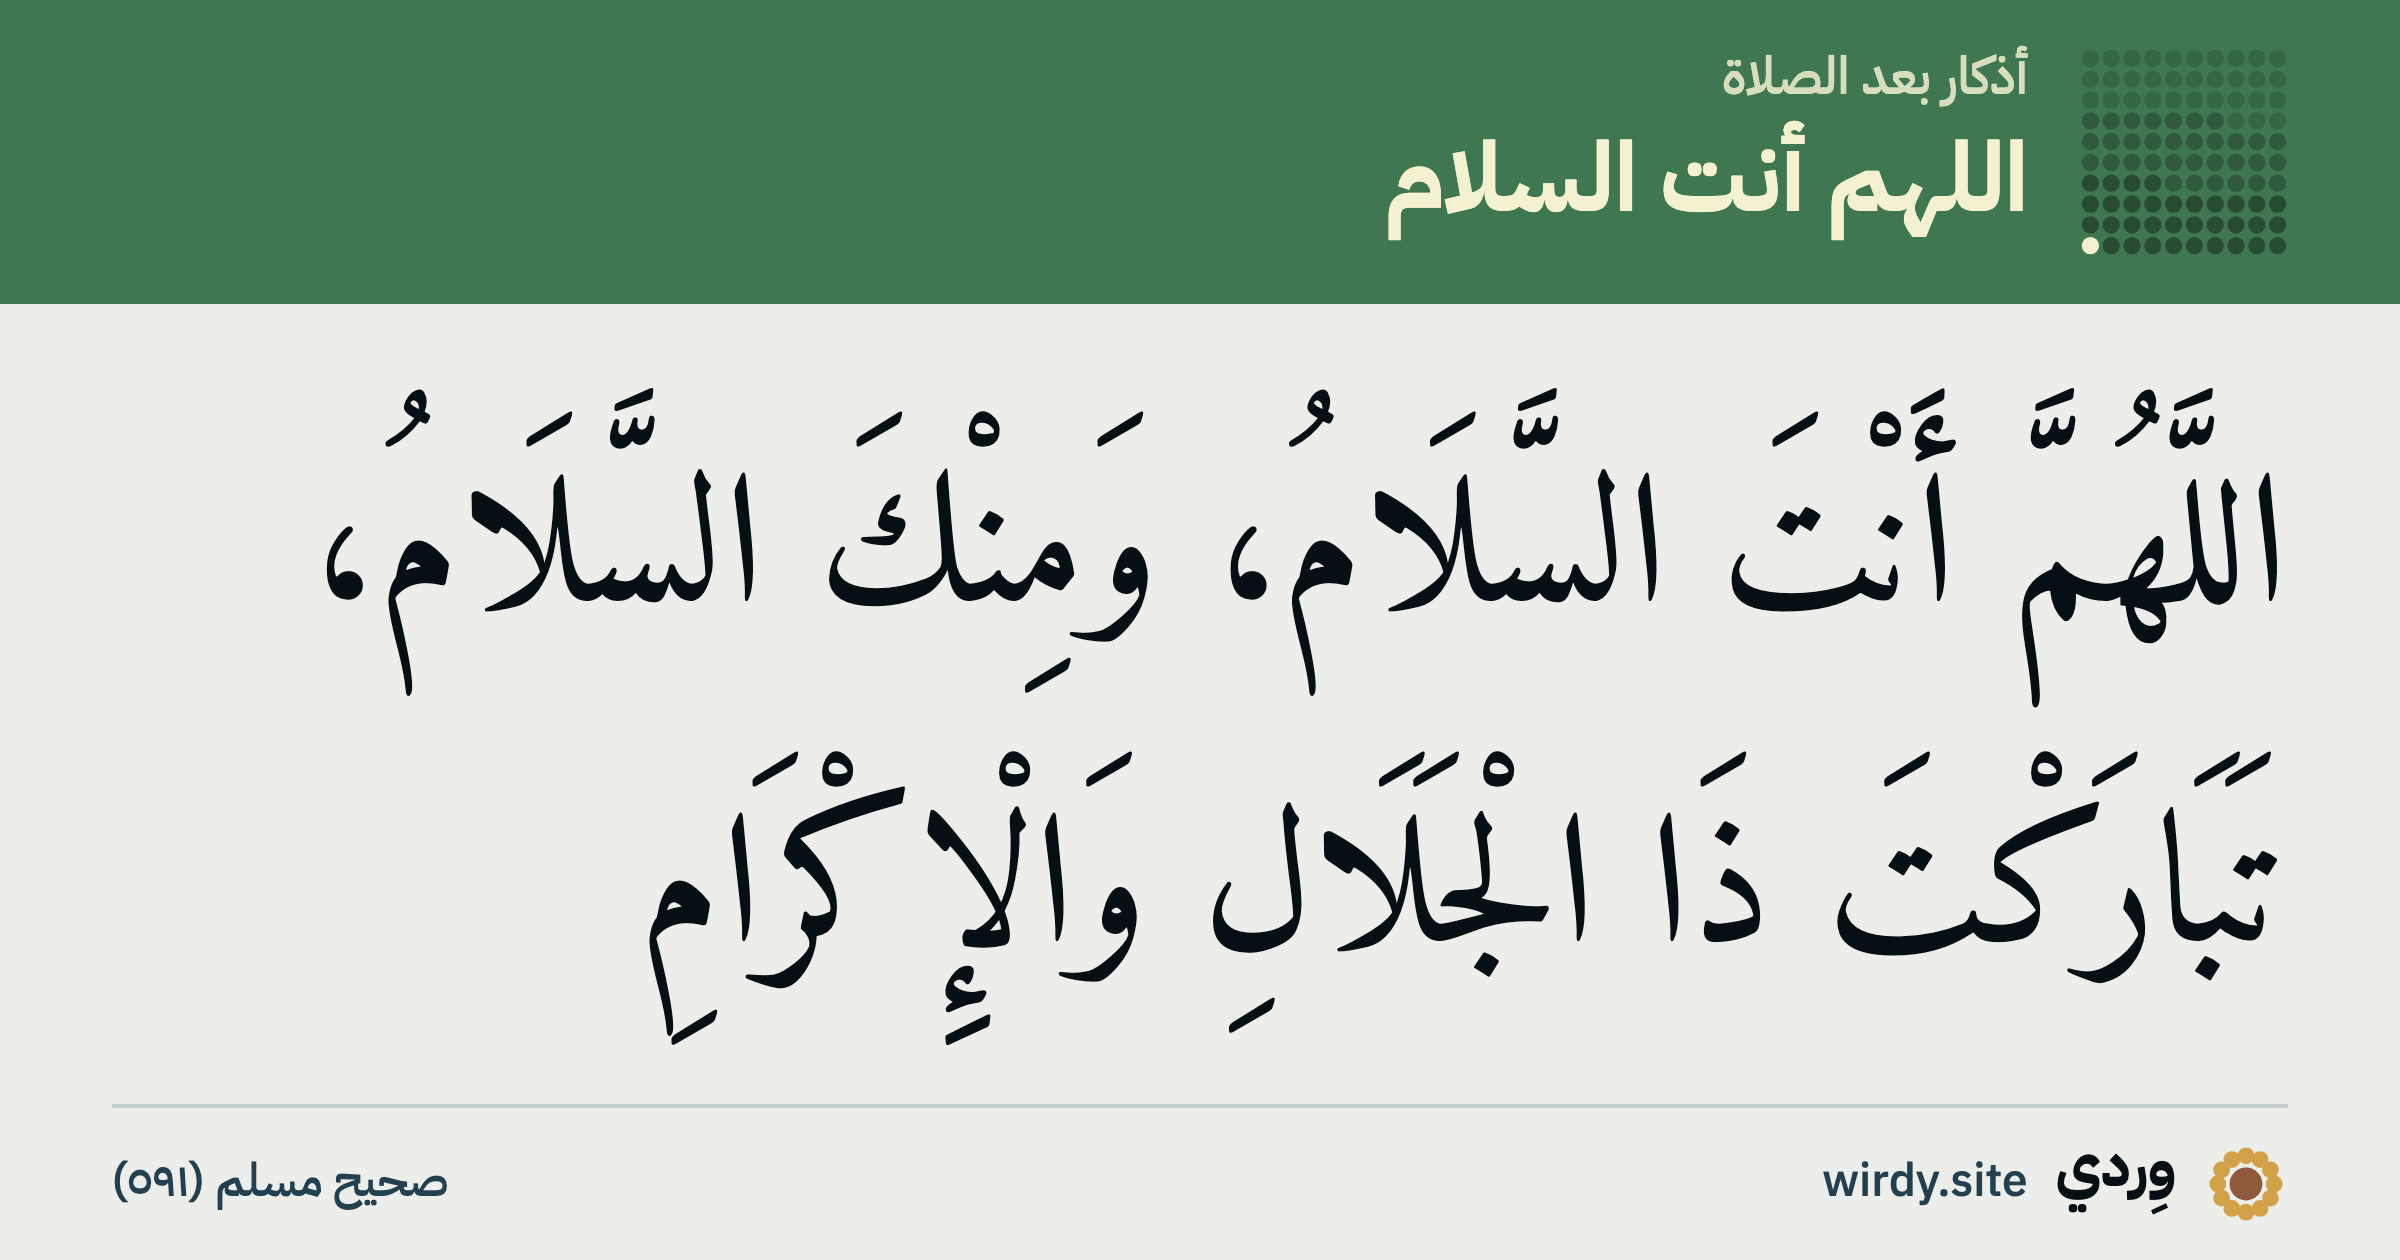 أذكار بعد الصلاة
اللهم أنت السلام
اللَّهُمَّ أَنْتَ السَّلَامُ، وَمِنْكَ السَّلَامُ،
تَبَارَكْتَ ذَا الْجَلَالِ وَالْإِكْرَامِ
وِردي wirdy.site
صحيح مسلم (٥٩١)